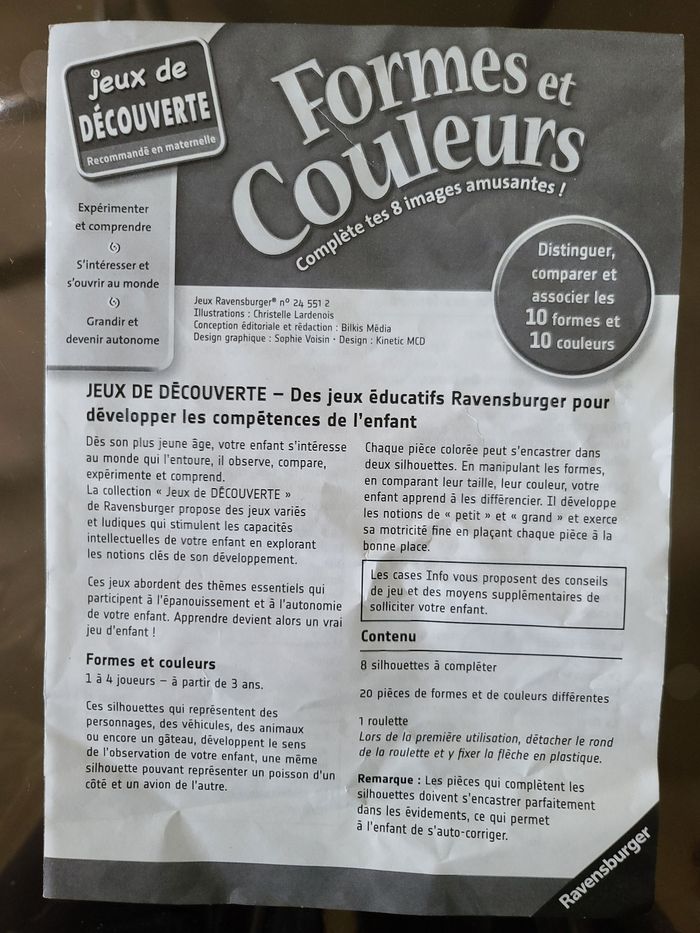 jeux de
DÉCOUVERTE
Recommandé en maternelle
Formes et
Couleurs
Complète tes 8 images amusantes !
Expérimenter
et comprendre
S'intéresser et
s'ouvrir au monde
Grandir et
devenir autonome
Distinguer,
comparer et
associer les
10 formes et
10 couleurs
Jeux Ravensburger® nº 24 551 2
Illustrations : Christelle Lardenois
Conception éditoriale et rédaction : Bilkis Média
Design graphique : Sophie Voisin • Design : Kinetic MCD
JEUX DE DÉCOUVERTE – Des jeux éducatifs Ravensburger pour
développer les compétences de l'enfant
Dès son plus jeune âge, votre enfant s'intéresse
au monde qui l'entoure, il observe, compare,
expérimente et comprend.
La collection « Jeux de DÉCOUVERTE »
de Ravensburger propose des jeux variés
et ludiques qui stimulent les capacités
intellectuelles de votre enfant en explorant
les notions clés de son développement.
Ces jeux abordent des thèmes essentiels qui
participent à l'épanouissement et à l'autonomie
de votre enfant. Apprendre devient alors un vrai
jeu d'enfant !
Formes et couleurs
1 à 4 joueurs – à partir de 3 ans.
Ces silhouettes qui représentent des
personnages, des véhicules, des animaux
ou encore un gâteau, développent le sens
de l'observation de votre enfant, une même
silhouette pouvant représenter un poisson d'un
côté et un avion de l'autre.
Chaque pièce colorée peut s'encastrer dans
deux silhouettes. En manipulant les formes,
en comparant leur taille, leur couleur, votre
enfant apprend à les différencier. Il développe
les notions de « petit » et « grand » et exerce
sa motricité fine en plaçant chaque pièce à la
bonne place.
Les cases Info vous proposent des conseils
de jeu et des moyens supplémentaires de
solliciter votre enfant.
Contenu
8 silhouettes à compléter
20 pièces de formes et de couleurs différentes
1 roulette
Lors de la première utilisation, détacher le rond
de la roulette et y fixer la flèche en plastique.
Remarque : Les pièces qui complètent les
silhouettes doivent s'encastrer parfaitement
dans les évidements, ce qui permet
à l'enfant de s'auto-corriger.
Ravensburger